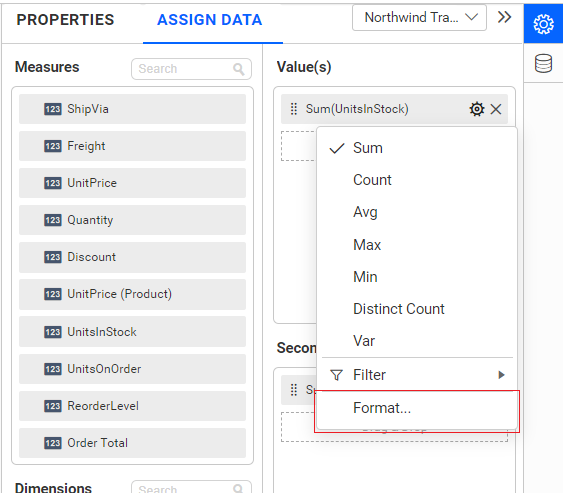 PROPERTIES
ASSIGN DATA
Northwind Tra...
Measures
Search
123 ShipVia
123 Freight
123 UnitPrice
123 Quantity
123 Discount
123 UnitPrice (Product)
123 UnitsInStock
123 UnitsOnOrder
123 ReorderLevel
123 Order Total
Dimensions
Search
Value(s)
Sum(UnitsInStock)
Sum
Count
Avg
Max
Min
Distinct Count
Var
Filter
Format...